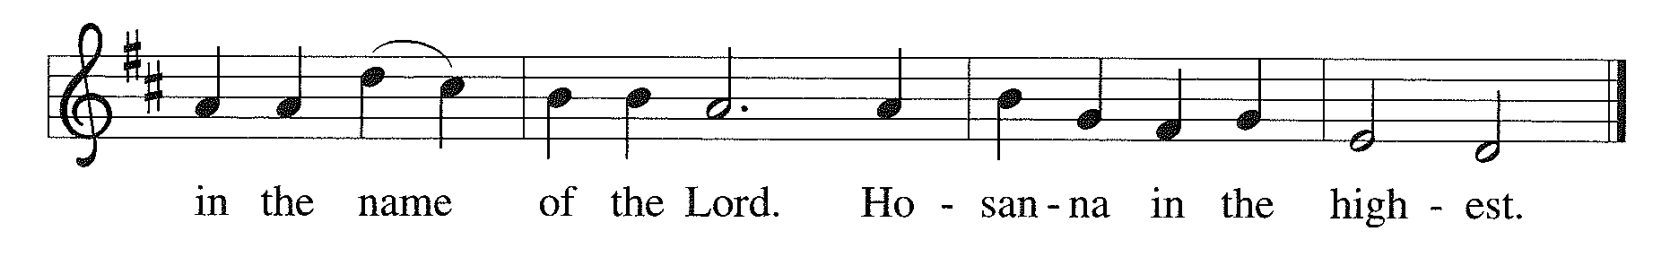 in the name of the Lord. Ho - san - na in the high - est.